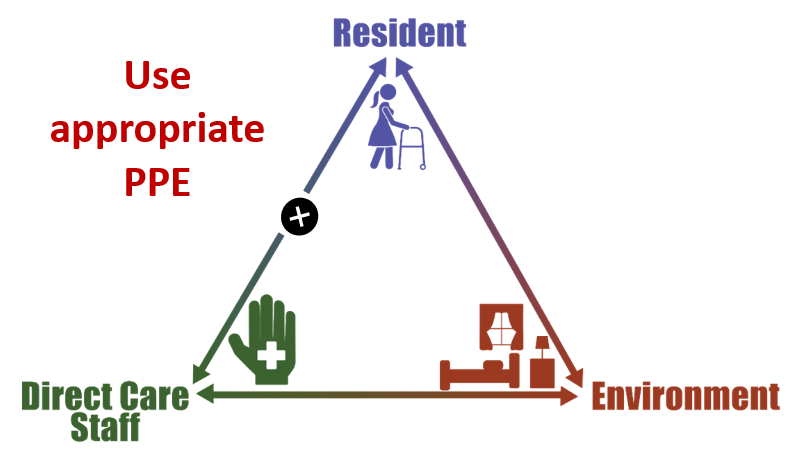 Resident
Use
appropriate
PPE
Direct Care
Staff
Environment